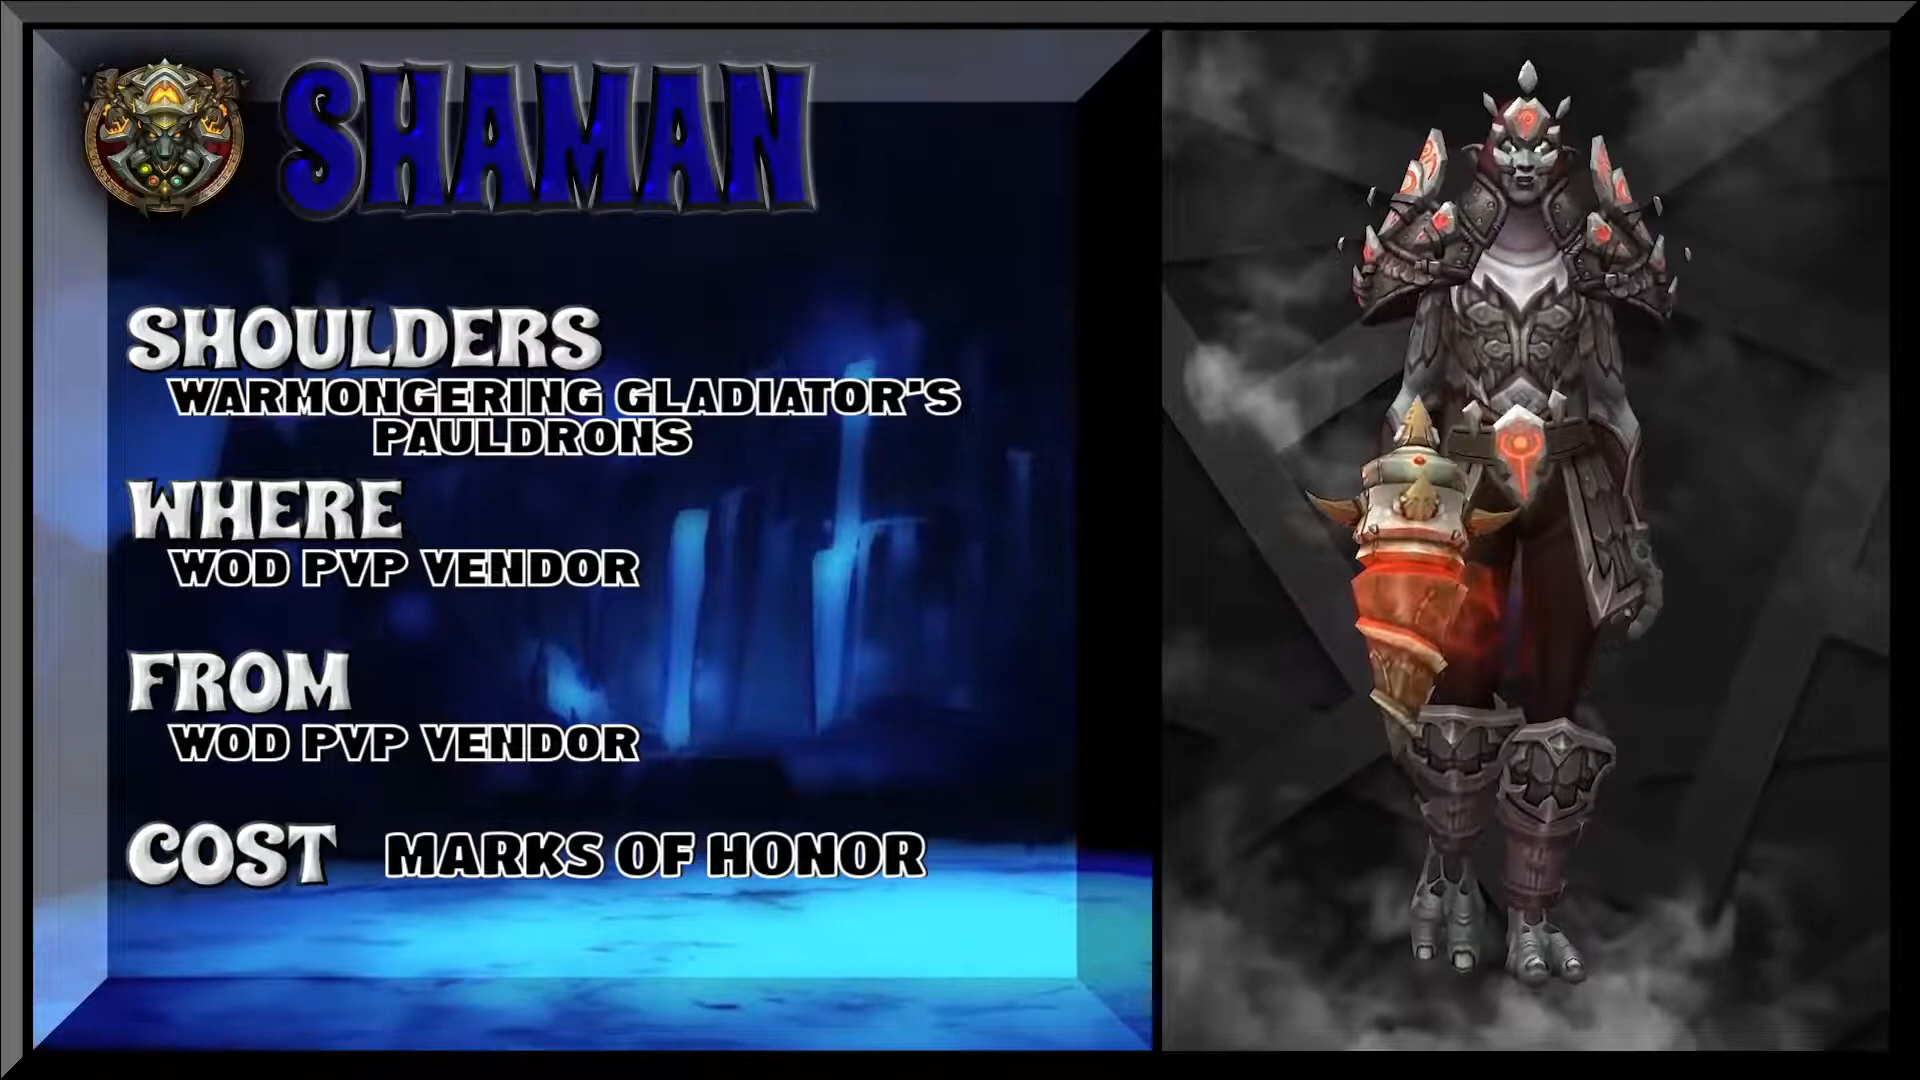 SHAMAN
SHOULDERS
WARMONGERING GLADIATOR'S
PAULDRONS
WHERE
WOD PVP VENDOR
FROM
WOD PVP VENDOR
COST MARKS OF HONOR